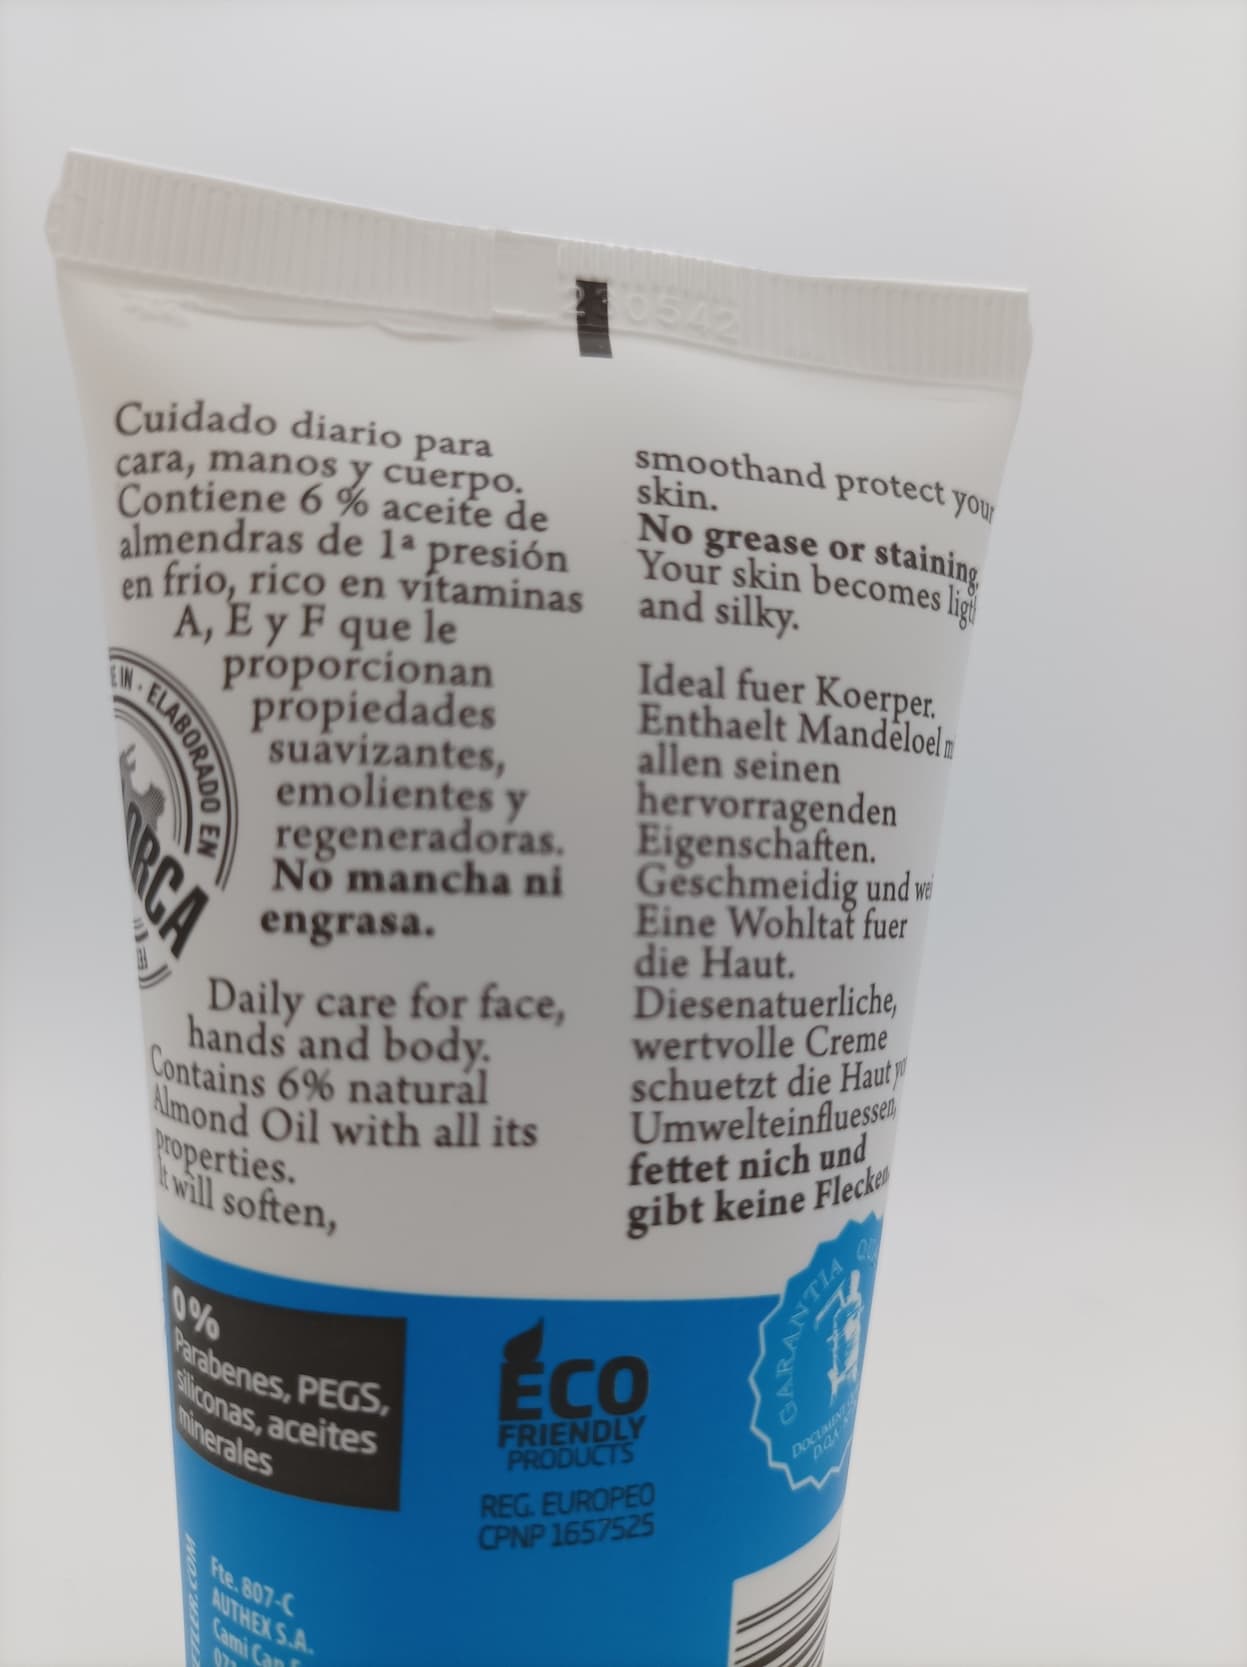 210542
Cuidado diario para
cara, manos y cuerpo.
Contiene 6 % aceite de
almendras de 1ª presión
en frio, rico en vítaminas
A, E y F que le
proporcionan
propiedades
suavizantes,
emolientes y
regeneradoras.
No mancha ni
engrasa.
IN · ELABORADO EN
Daily care for face,
hands and body.
Contains 6% natural
Almond Oil with all its
properties.
It will soften,
smoothand protect your
skin.
No grease or staining.
Your skin becomes
and silky.
Ideal fuer Koerper.
Enthaelt Mandeloel
allen seinen
hervorragenden
Eigenschaften.
Geschmeidig und
Eine Wohltat fuer
die Haut.
Diesenatuerliche,
wertvolle Creme
schuetzt die Haut
Umwelteinfluessen,
fettet nich und
gibt keine Flecken.
0%
Parabenes, PEGS,
siliconas, aceites
minerales
ECO
FRIENDLY
PRODUCTS
REG. EUROPEO
CPNP 1657525
GARANTIA
Fte. 807-C
AUTHEX S.A.
Cami Can